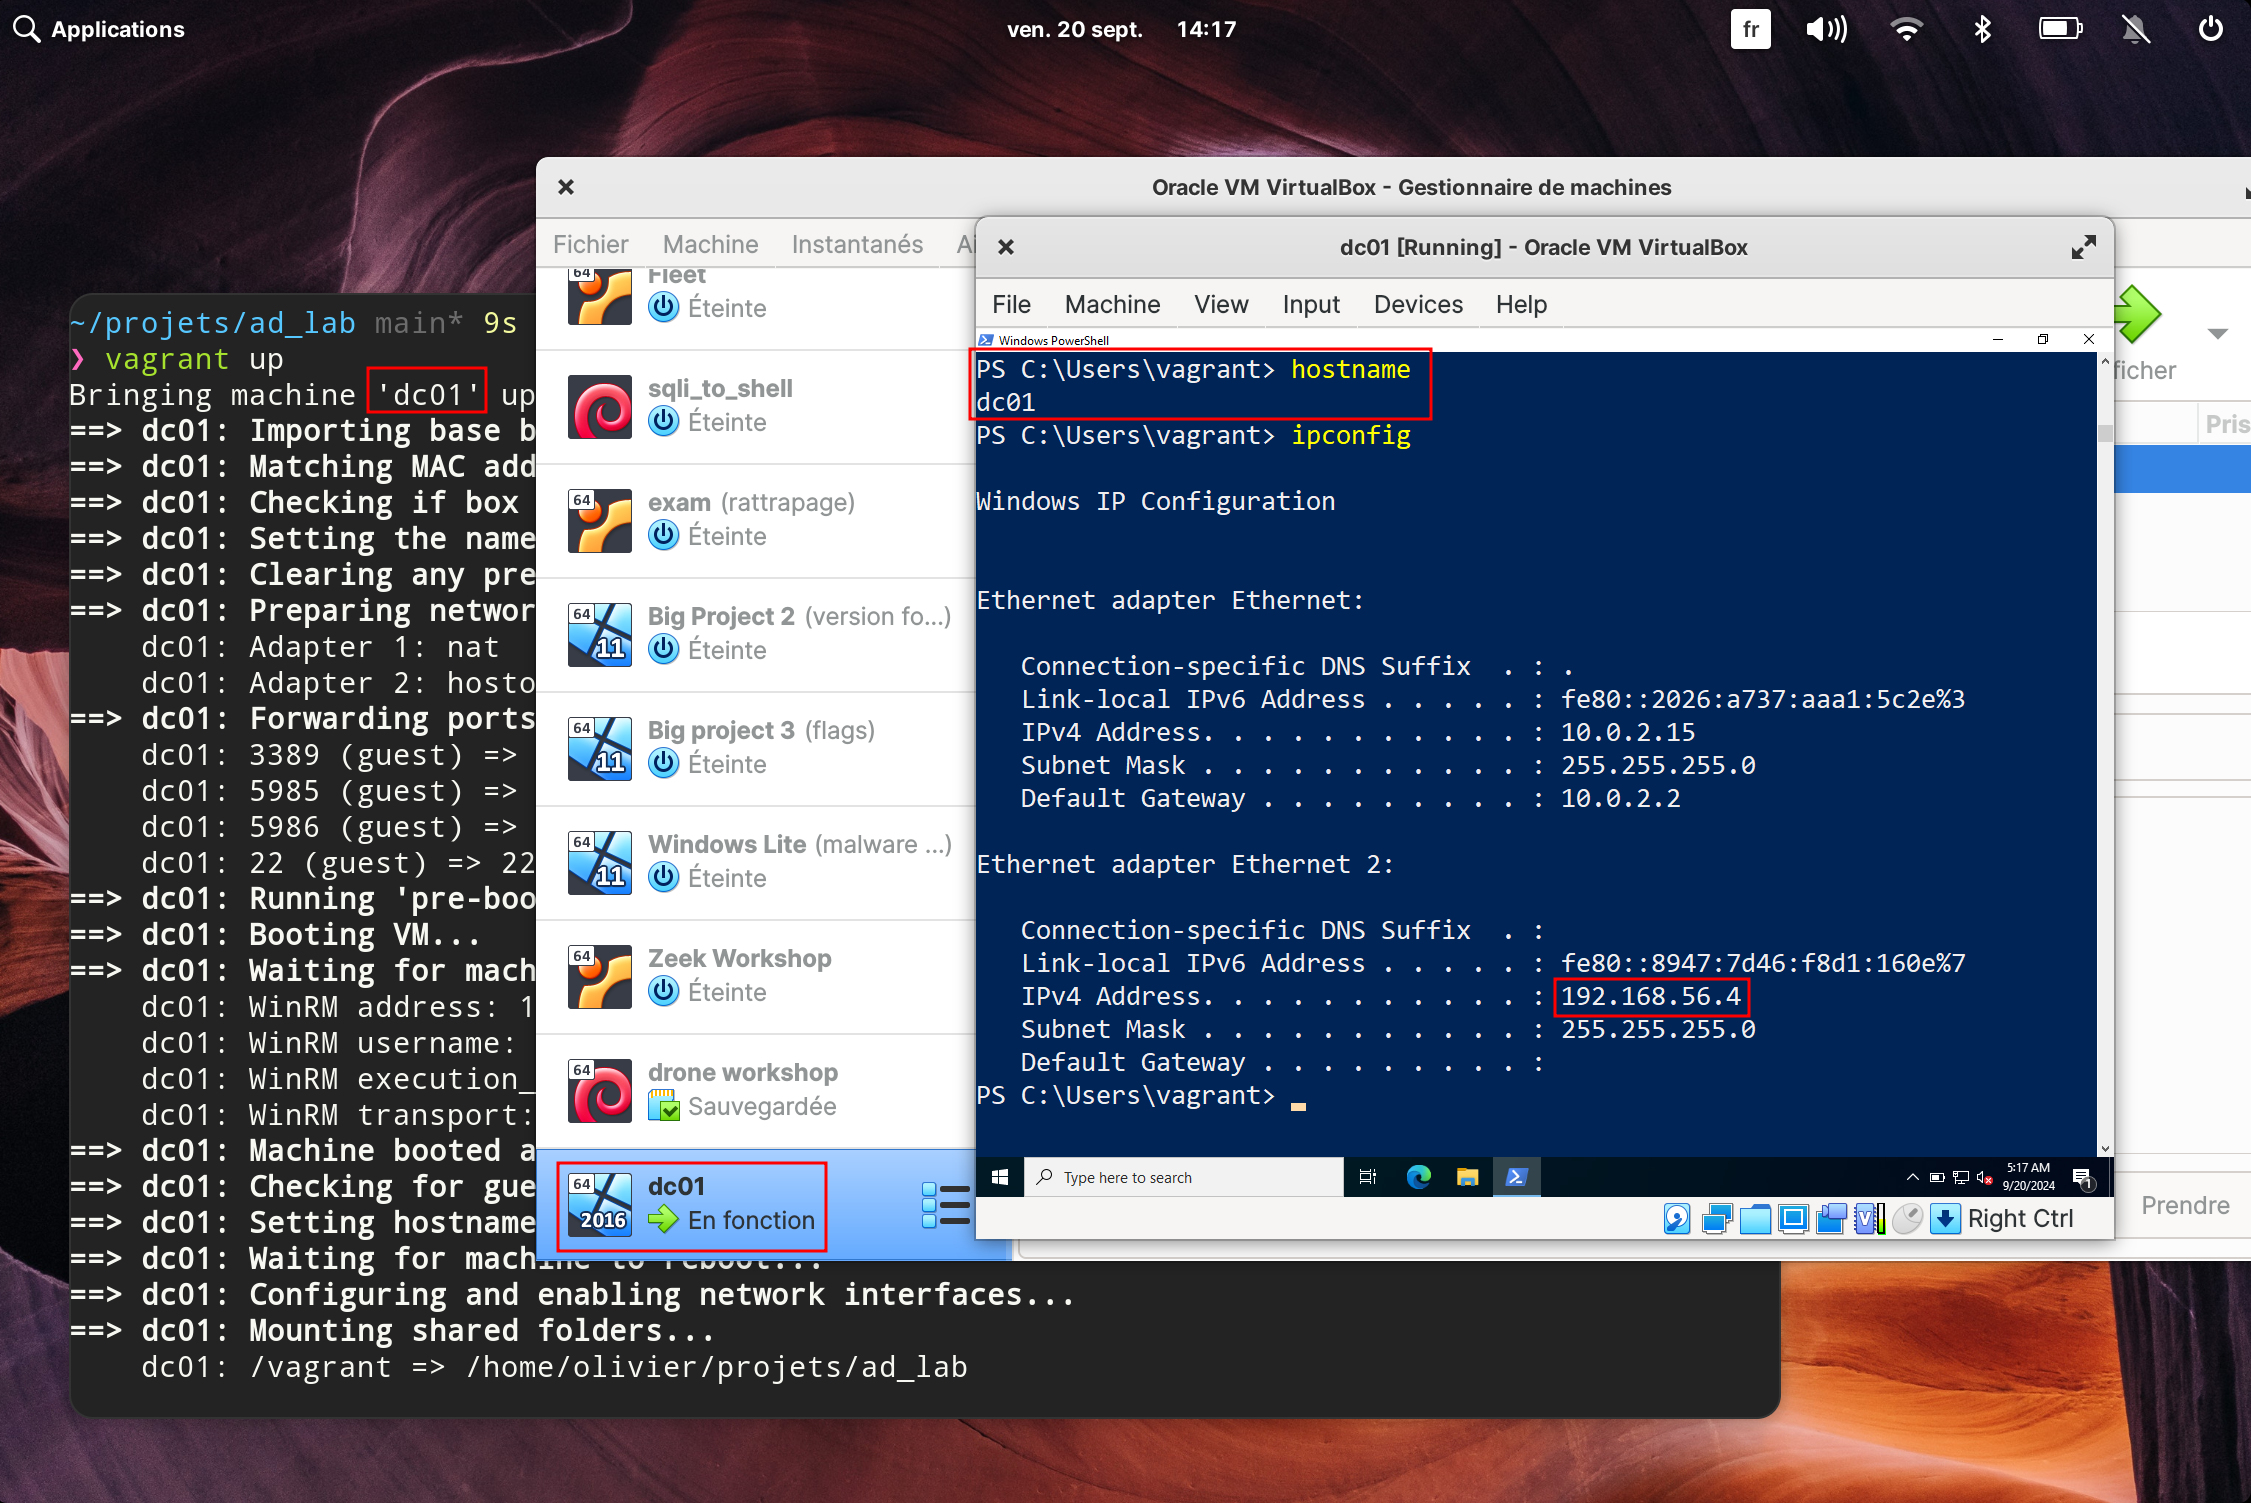 Applications
ven. 20 sept. 14:17
fr
~/projets/ad_lab main* 9s
❯ vagrant up
Bringing machine 'dc01' up
==> dc01: Importing base b
==> dc01: Matching MAC add
==> dc01: Checking if box
==> dc01: Setting the name
==> dc01: Clearing any pre
==> dc01: Preparing networ
dc01: Adapter 1: nat
dc01: Adapter 2: hosto
==> dc01: Forwarding ports
dc01: 3389 (guest) =>
dc01: 5985 (guest) =>
dc01: 5986 (guest) =>
dc01: 22 (guest) => 22
==> dc01: Running 'pre-boo
==> dc01: Booting VM...
==> dc01: Waiting for mach
dc01: WinRM address: 1
dc01: WinRM username:
dc01: WinRM execution_
dc01: WinRM transport:
==> dc01: Machine booted a
==> dc01: Checking for gue
==> dc01: Setting hostname
==> dc01: Waiting for machine to reboot...
==> dc01: Configuring and enabling network interfaces...
==> dc01: Mounting shared folders...
dc01: /vagrant => /home/olivier/projets/ad_lab
Oracle VM VirtualBox - Gestionnaire de machines
Fichier Machine Instantanés Ai
64 Fleet
Éteinte
sqli_to_shell
Éteinte
64 exam (rattrapage)
Éteinte
64 11 Big Project 2 (version fo...)
Éteinte
64 11 Big project 3 (flags)
Éteinte
64 11 Windows Lite (malware ...)
Éteinte
64 Zeek Workshop
Éteinte
64 drone workshop
Sauvegardée
64 2016 dc01
En fonction
ficher
Pris
Prendre
dc01 [Running] - Oracle VM VirtualBox
File Machine View Input Devices Help
Windows PowerShell
PS C:\Users\vagrant> hostname
dc01
PS C:\Users\vagrant> ipconfig
Windows IP Configuration
Ethernet adapter Ethernet:
Connection-specific DNS Suffix . : .
Link-local IPv6 Address . . . . . : fe80::2026:a737:aaa1:5c2e%3
IPv4 Address. . . . . . . . . . . : 10.0.2.15
Subnet Mask . . . . . . . . . . . : 255.255.255.0
Default Gateway . . . . . . . . . : 10.0.2.2
Ethernet adapter Ethernet 2:
Connection-specific DNS Suffix . :
Link-local IPv6 Address . . . . . : fe80::8947:7d46:f8d1:160e%7
IPv4 Address. . . . . . . . . . . : 192.168.56.4
Subnet Mask . . . . . . . . . . . : 255.255.255.0
Default Gateway . . . . . . . . . :
PS C:\Users\vagrant>
Type here to search
5:17 AM
9/20/2024
1
Right Ctrl